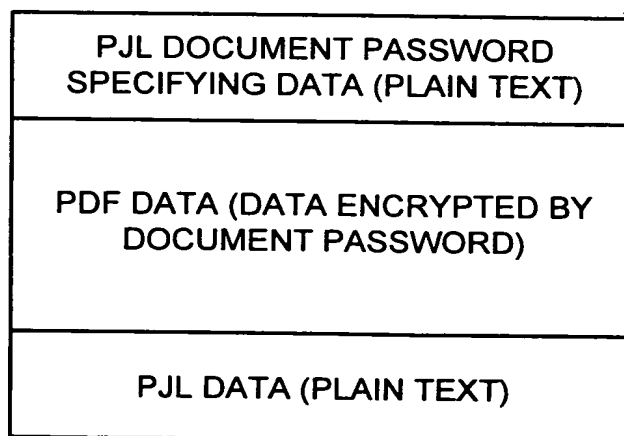 PJL DOCUMENT PASSWORD
SPECIFYING DATA (PLAIN TEXT)
PDF DATA (DATA ENCRYPTED BY
DOCUMENT PASSWORD)
PJL DATA (PLAIN TEXT)